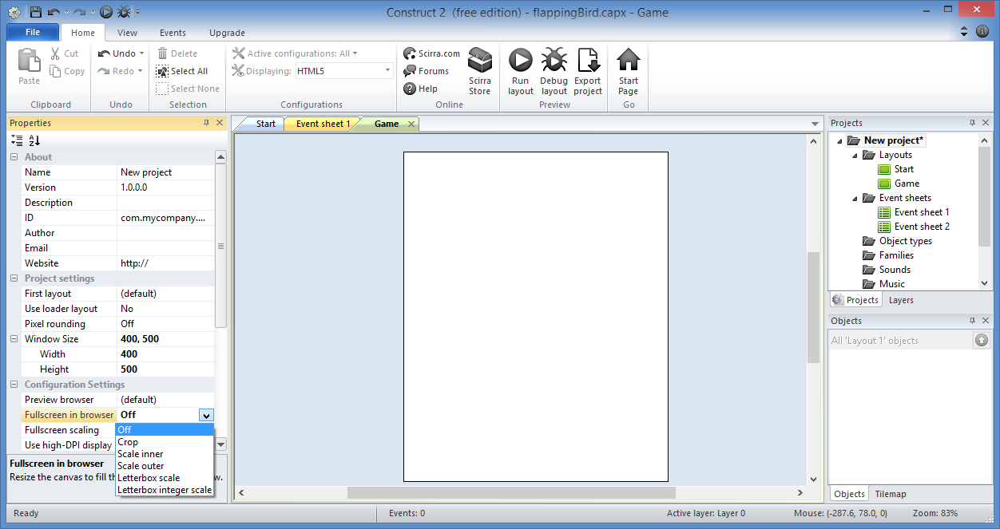 Construct 2 (free edition) - flappingBird.capx - Game
File Home View Events Upgrade
Paste
Cut
Copy
Clipboard
Undo
Redo
Undo
Delete
Select All
Select None
Selection
Active configurations: All
Displaying: HTML5
Configurations
Scirra.com
Forums
Help
Scirra Store
Online
Run layout
Debug layout
Export project
Preview
Start Page
Go
Properties
About
Name New project
Version 1.0.0.0
Description
ID com.mycompany....
Author
Email
Website http://
Project settings
First layout (default)
Use loader layout No
Pixel rounding Off
Window Size 400, 500
Width 400
Height 500
Configuration Settings
Preview browser (default)
Fullscreen in browser Off
Fullscreen scaling
Use high-DPI display
Off
Crop
Scale inner
Scale outer
Letterbox scale
Letterbox integer scale
Fullscreen in browser
Resize the canvas to fill th w.
Start Event sheet 1 Game
Projects
New project*
Layouts
Start
Game
Event sheets
Event sheet 1
Event sheet 2
Object types
Families
Sounds
Music
Projects Layers
Objects
All 'Layout 1' objects
Objects Tilemap
Ready Events: 0 Active layer: Layer 0 Mouse: (-287.6, 78.0, 0) Zoom: 83%